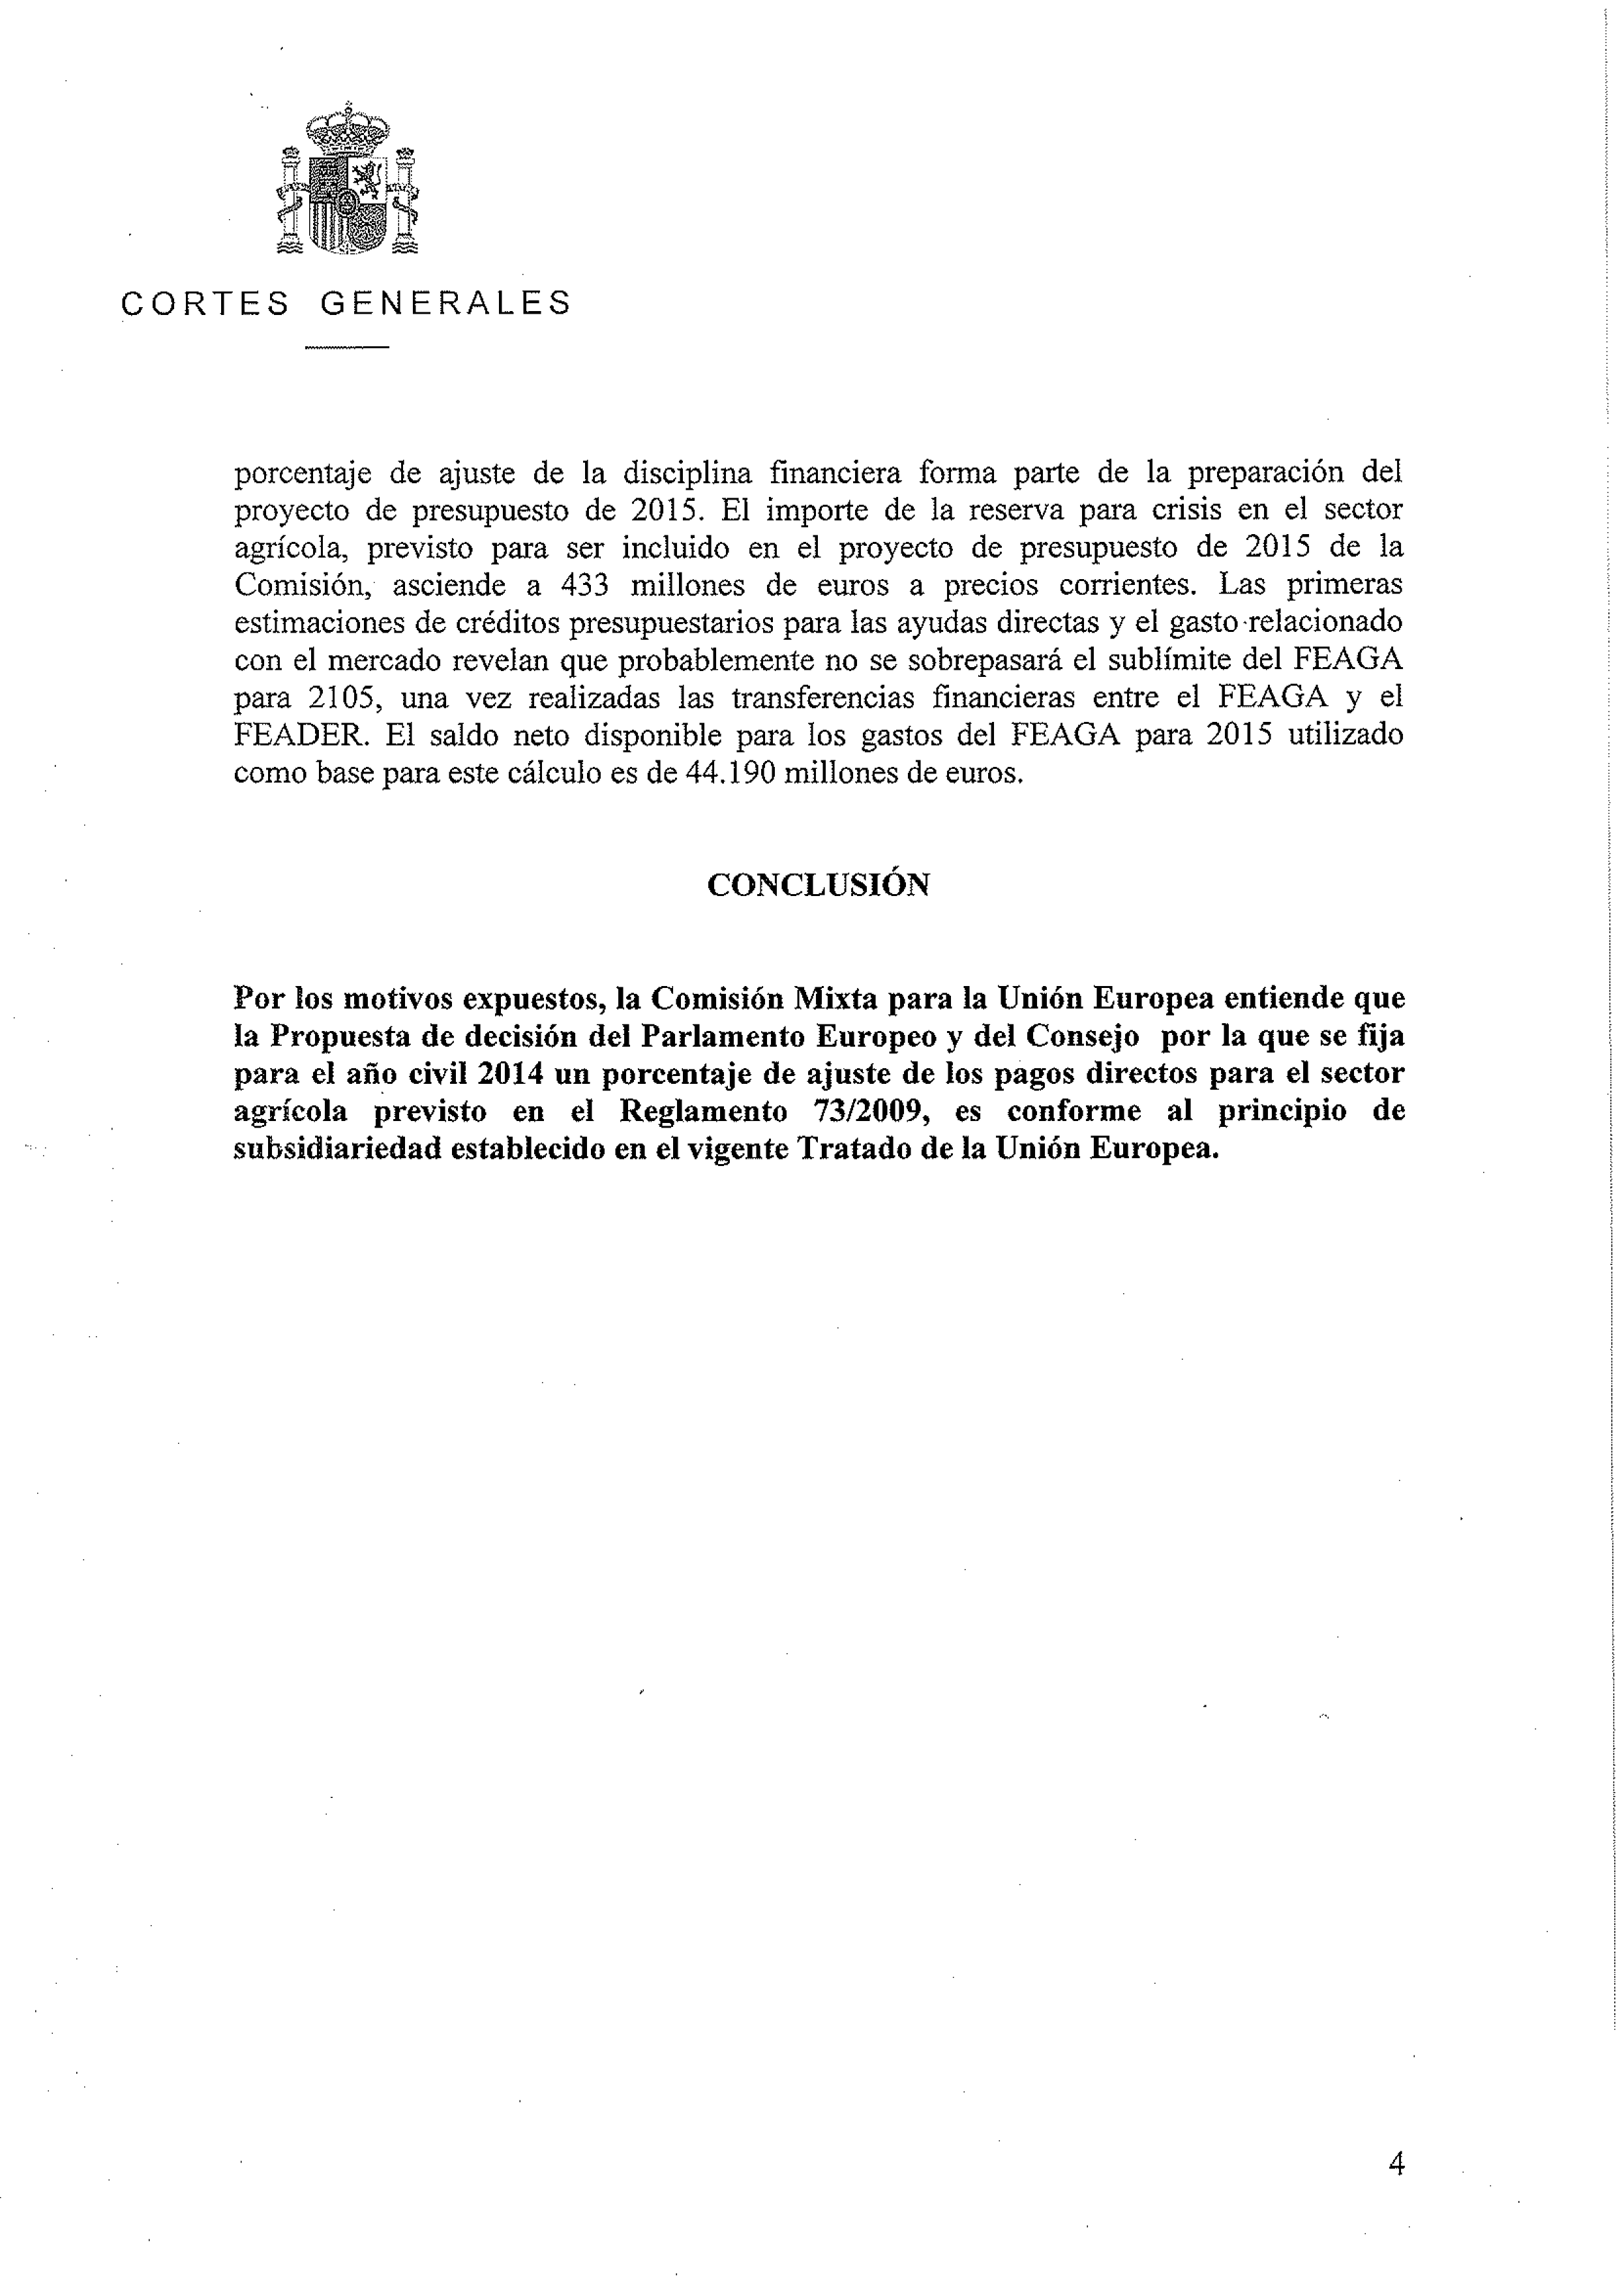 CORTES GENERALES
porcentaje de ajuste de la disciplina financiera forma parte de la preparación del
proyecto de presupuesto de 2015. El importe de la reserva para crisis en el sector
agrícola, previsto para ser incluido en el proyecto de presupuesto de 2015 de la
Comisión, asciende a 433 millones de euros a precios corrientes. Las primeras
estimaciones de créditos presupuestarios para las ayudas directas y el gasto relacionado
con el mercado revelan que probablemente no se sobrepasará el sublímite del FEAGA
para 2105, una vez realizadas las transferencias financieras entre el FEAGA y el
FEADER. El saldo neto disponible para los gastos del FEAGA para 2015 utilizado
como base para este cálculo es de 44.190 millones de euros.
CONCLUSIÓN
Por los motivos expuestos, la Comisión Mixta para la Unión Europea entiende que
la Propuesta de decisión del Parlamento Europeo y del Consejo por la que se fija
para el año civil 2014 un porcentaje de ajuste de los pagos directos para el sector
agrícola previsto en el Reglamento 73/2009, es conforme al principio de
subsidiariedad establecido en el vigente Tratado de la Unión Europea.
4